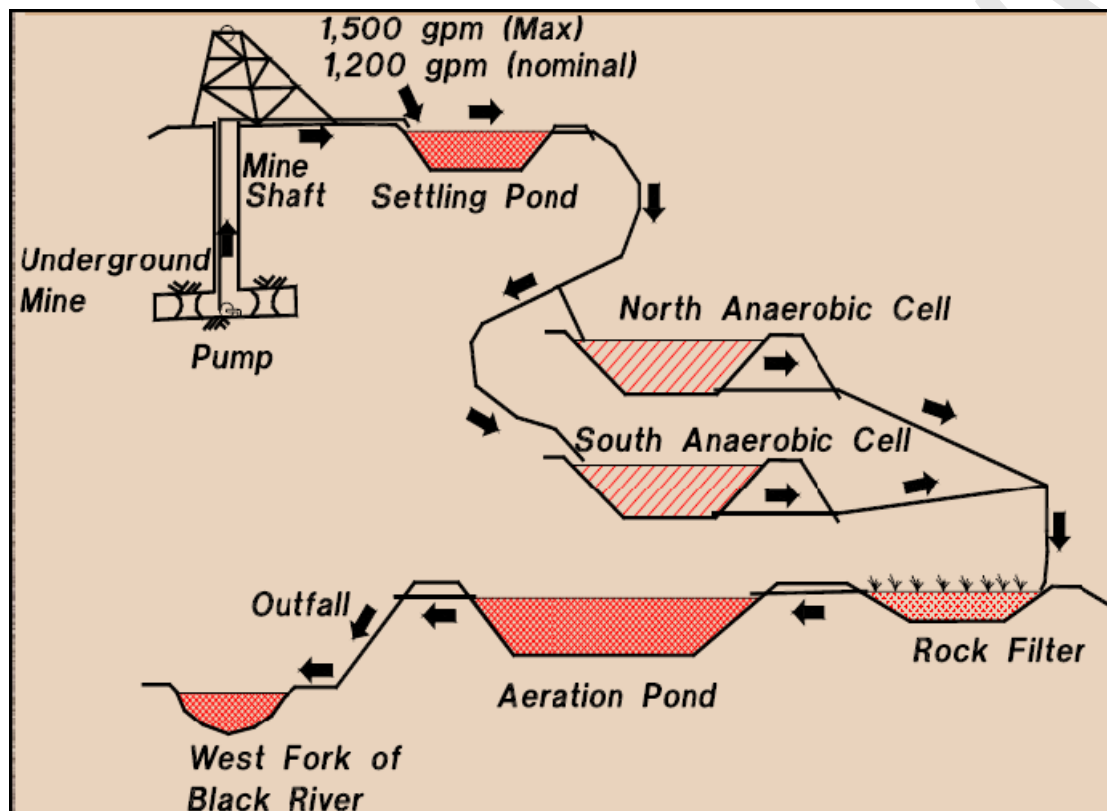 1,500 gpm (Max)
1,200 gpm (nominal)
Mine
Shaft
Settling Pond
Underground
Mine
Pump
North Anaerobic Cell
South Anaerobic Cell
Outfall
Rock Filter
Aeration Pond
West Fork of
Black River